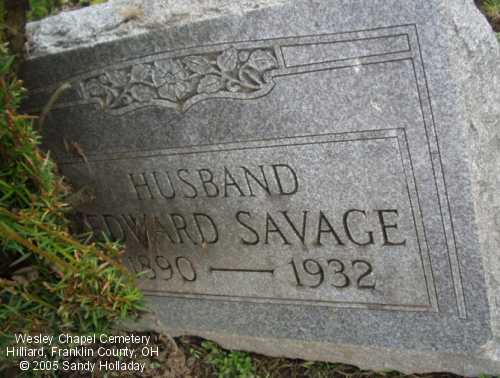 HUSBAND
EDWARD SAVAGE
1890 — 1932
Wesley Chapel Cemetery
Hilliard, Franklin County, OH
© 2005 Sandy Holladay